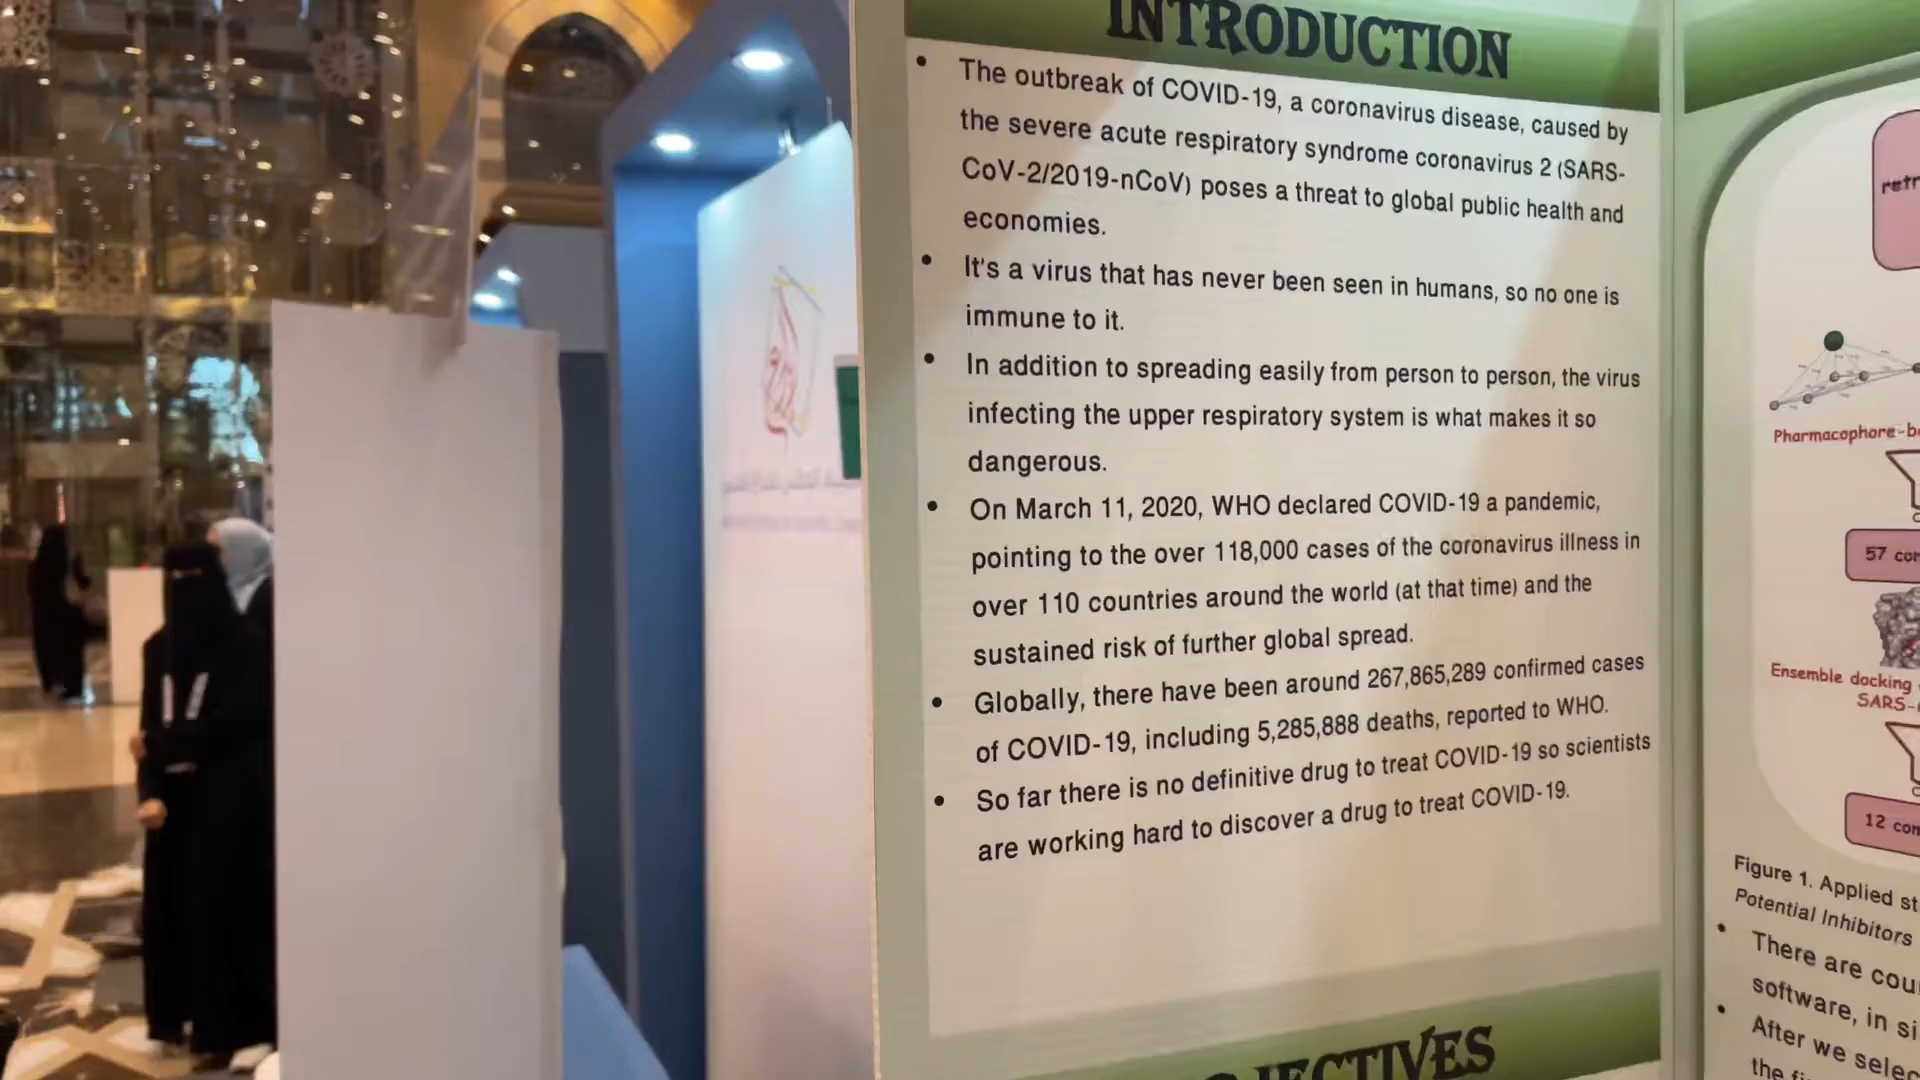 INTRODUCTION
• The outbreak of COVID-19, a coronavirus disease, caused by
the severe acute respiratory syndrome coronavirus 2 (SARS-
CoV-2/2019-nCoV) poses a threat to global public health and
economies.
• It's a virus that has never been seen in humans, so no one is
immune to it.
• In addition to spreading easily from person to person, the virus
infecting the upper respiratory system is what makes it so
dangerous.
• On March 11, 2020, WHO declared COVID-19 a pandemic,
pointing to the over 118,000 cases of the coronavirus illness in
over 110 countries around the world (at that time) and the
sustained risk of further global spread.
• Globally, there have been around 267,865,289 confirmed cases
of COVID-19, including 5,285,888 deaths, reported to WHO.
• So far there is no definitive drug to treat COVID-19 so scientists
are working hard to discover a drug to treat COVID-19.
JECTIVES
retr
Pharmacophore-b
57 co
Ensemble docking
SARS-
12 com
Figure 1. Applied st
Potential Inhibitors
• There are cou
software, in si
• After we selec
the fi